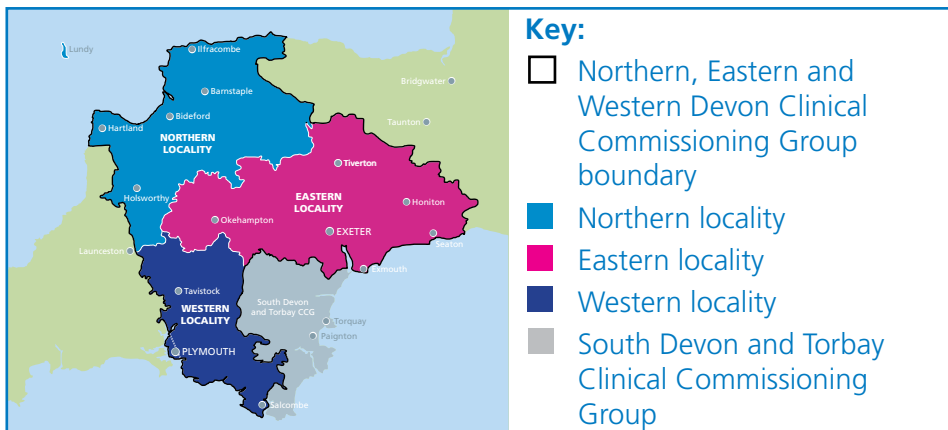 Lundy
Ilfracombe
Bridgwater
Barnstaple
Bideford
Taunton
Hartland
NORTHERN
LOCALITY
Tiverton
Holsworthy
EASTERN
LOCALITY
Honiton
Okehampton
EXETER
Seaton
Launceston
Exmouth
Tavistock
South Devon
and Torbay CCG
WESTERN
LOCALITY
Torquay
Paignton
PLYMOUTH
Salcombe
Key:
Northern, Eastern and
Western Devon Clinical
Commissioning Group
boundary
Northern locality
Eastern locality
Western locality
South Devon and Torbay
Clinical Commissioning
Group